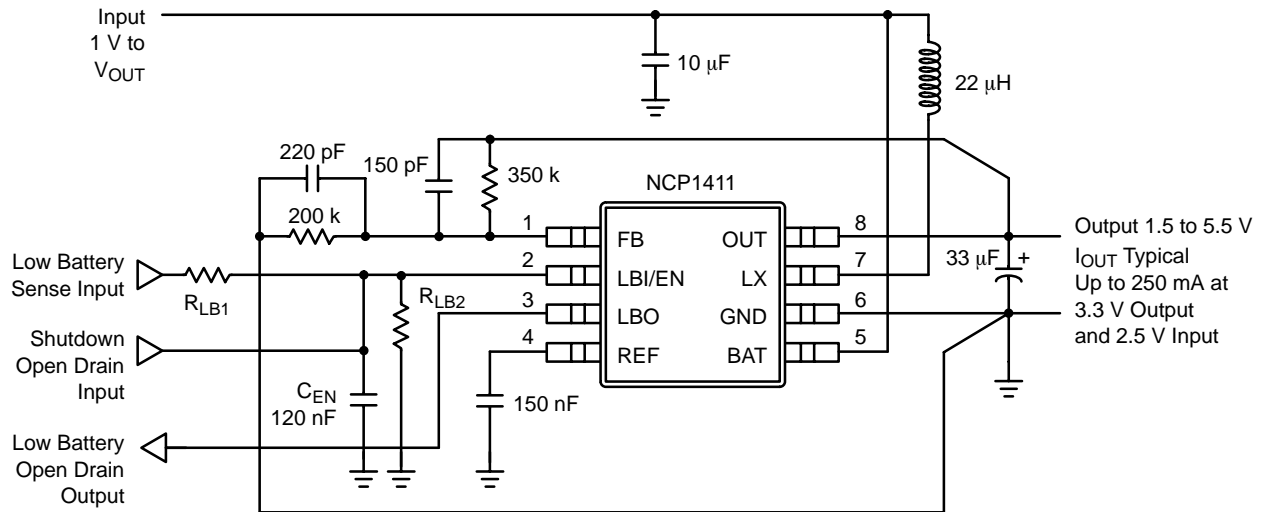 Input
1 V to
VOUT
10 μF
22 μH
220 pF
150 pF
350 k
200 k
NCP1411
1
FB
OUT
8
Output 1.5 to 5.5 V
IOUT Typical
Up to 250 mA at
3.3 V Output
and 2.5 V Input
Low Battery
Sense Input
RLB1
2
LBI/EN
LX
7
33 μF
+
RLB2
3
LBO
GND
6
Shutdown
Open Drain
Input
4
REF
BAT
5
CEN
120 nF
150 nF
Low Battery
Open Drain
Output